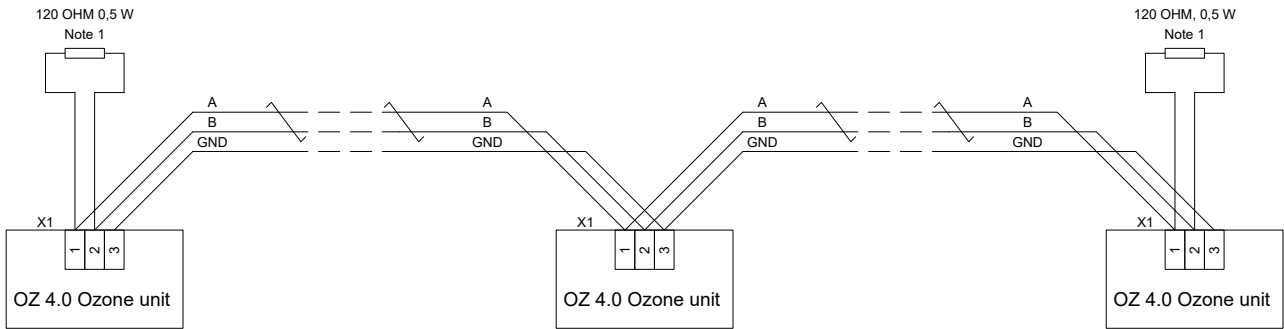 120 OHM 0,5 W
Note 1
120 OHM, 0,5 W
Note 1
A
A
A
A
B
B
B
B
GND
GND
GND
GND
X1
X1
X1
1
2
3
1
2
3
1
2
3
OZ 4.0 Ozone unit
OZ 4.0 Ozone unit
OZ 4.0 Ozone unit